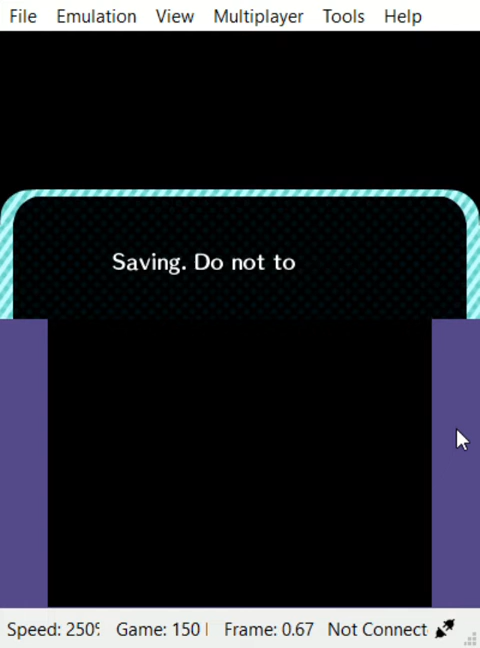 File Emulation View Multiplayer Tools Help
Saving. Do not to
Speed: 250% Game: 150 Frame: 0.67 Not Connect